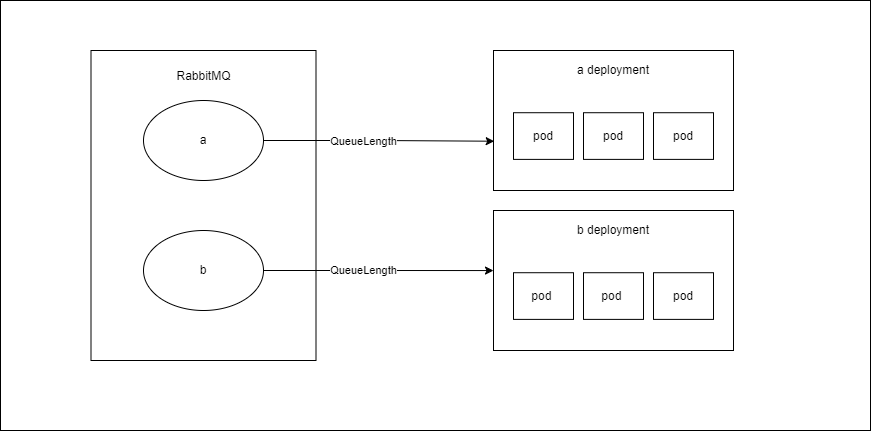 RabbitMQ
a
QueueLength
a deployment
pod pod pod
b
QueueLength
b deployment
pod pod pod